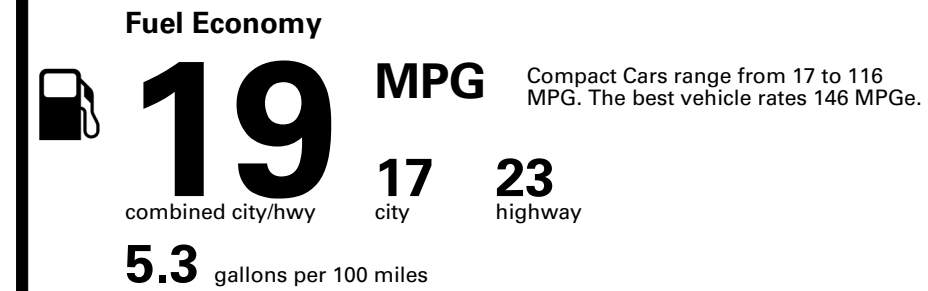 Fuel Economy
19 MPG
Compact Cars range from 17 to 116
MPG. The best vehicle rates 146 MPGe.
combined city/hwy
17
city
23
highway
5.3 gallons per 100 miles